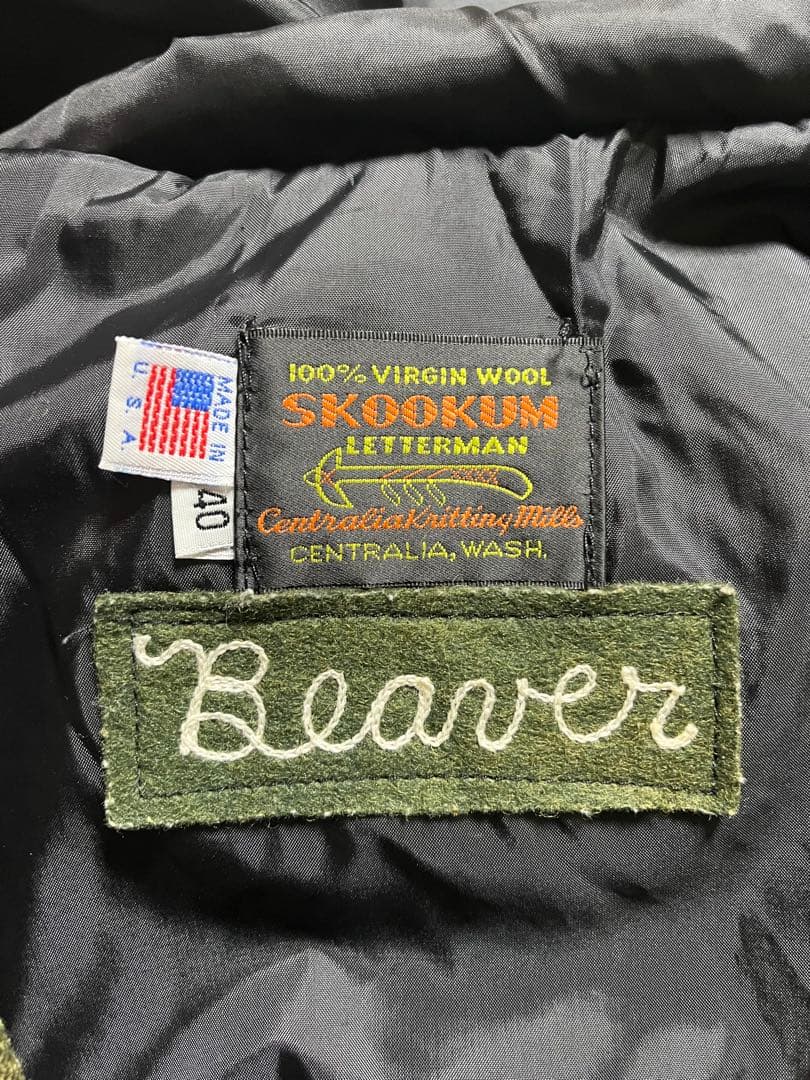 100% VIRGIN WOOL
SKOOKUM
LETTERMAN
Centralia Knitting Mills
CENTRALIA, WASH.
MADE IN
U.S.A.
40
Beaver